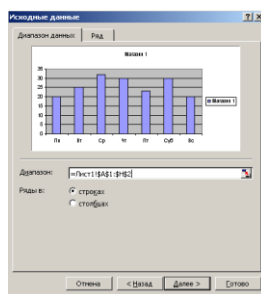 Исходные данные
Диапазон данных Ряд
Магазин 1
35
30
25
20
15
10
5
0
Пн Вт Ср Чт Пт Суб Вс
Магазин 1
Диапазон: =Лист1!$A$1:$H$2
Ряды в: строках
столбцах
Отмена < Назад Далее > Готово